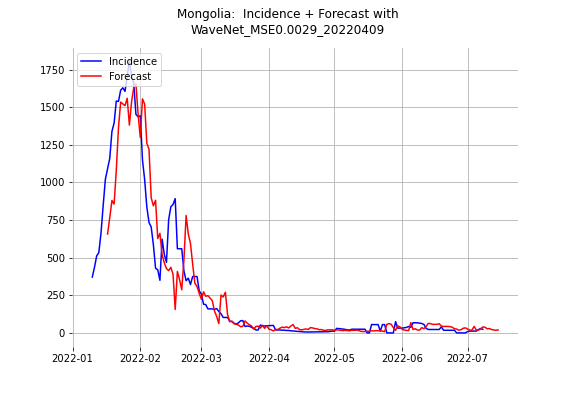 Mongolia:  Incidence + Forecast with
WaveNet_MSE0.0029_20220409
Incidence
Forecast
1750
1500
1250
1000
750
500
250
0
2022-01 2022-02 2022-03 2022-04 2022-05 2022-06 2022-07